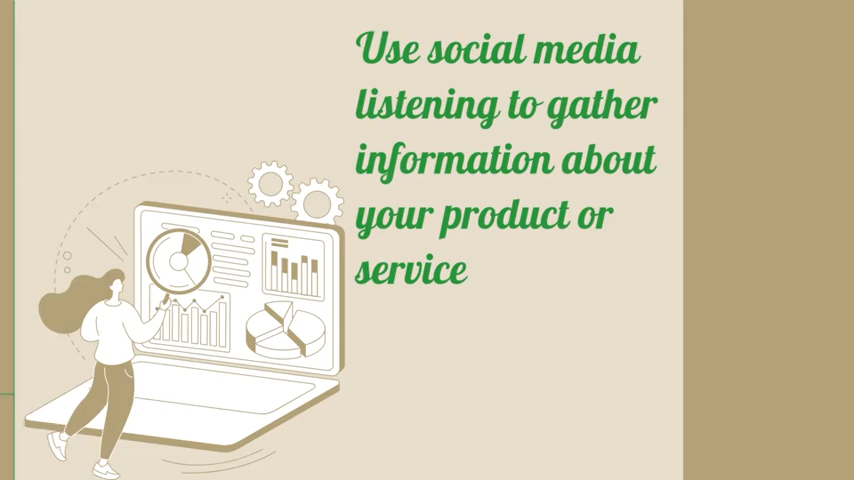 Use social media
listening to gather
information about
your product or
service